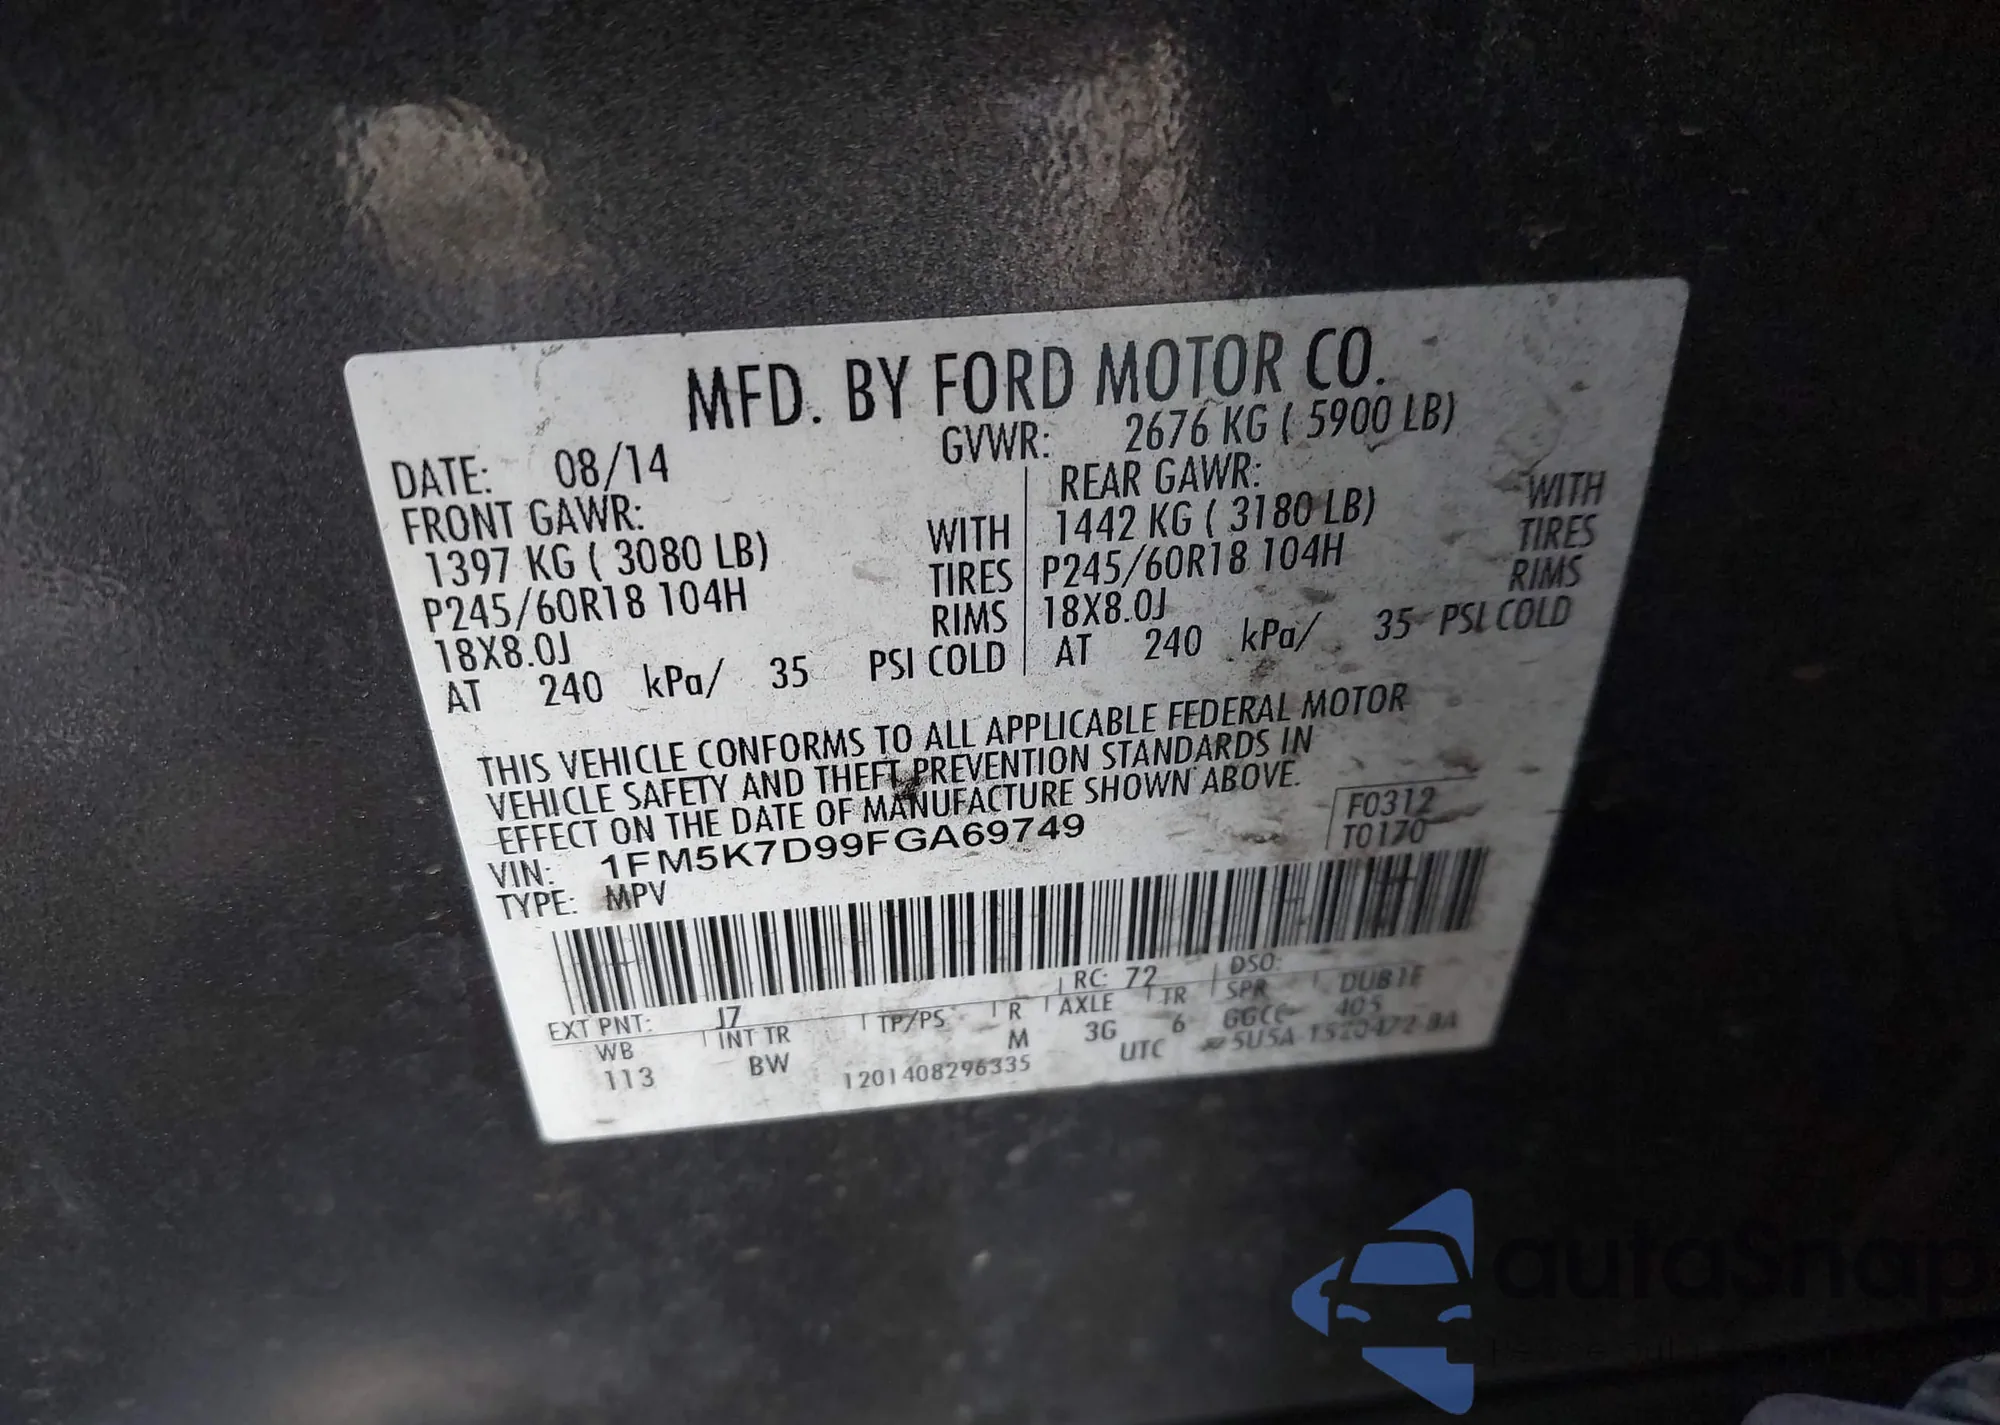 MFD. BY FORD MOTOR CO.
DATE: 08/14 GVWR: 2676 KG ( 5900 LB)
FRONT GAWR: REAR GAWR:
1397 KG ( 3080 LB) WITH 1442 KG ( 3180 LB) WITH
P245/60R18 104H TIRES P245/60R18 104H TIRES
18X8.0J RIMS 18X8.0J RIMS
AT 240 kPa/ 35 PSI COLD AT 240 kPa/ 35 PSI COLD
THIS VEHICLE CONFORMS TO ALL APPLICABLE FEDERAL MOTOR
VEHICLE SAFETY AND THEFT PREVENTION STANDARDS IN
EFFECT ON THE DATE OF MANUFACTURE SHOWN ABOVE.
VIN: 1FM5K7D99FGA69749 F0312
TYPE: MPV T0170
EXT PNT: J7 RC: 72 DSO:
WB INT TR TP/PS R AXLE TR SPR
113 BW M 3G 6 GGCC 405
1201408296335 UTC
autoSnap